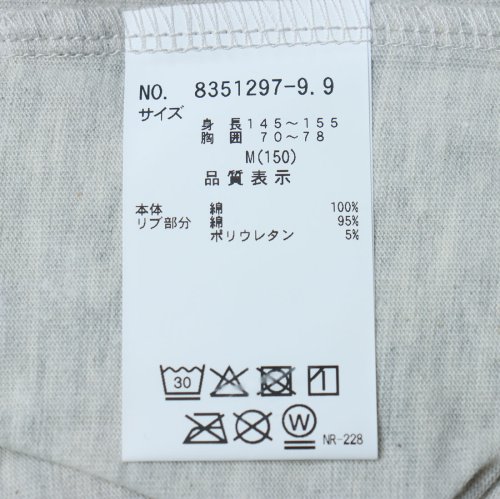 NO. 8351297-9.9
サイズ
身長 145～155
胸囲 70～78
M(150)
品質表示
本体 綿 100%
リブ部分 綿 95%
ポリウレタン 5%
30 1
W NR-228